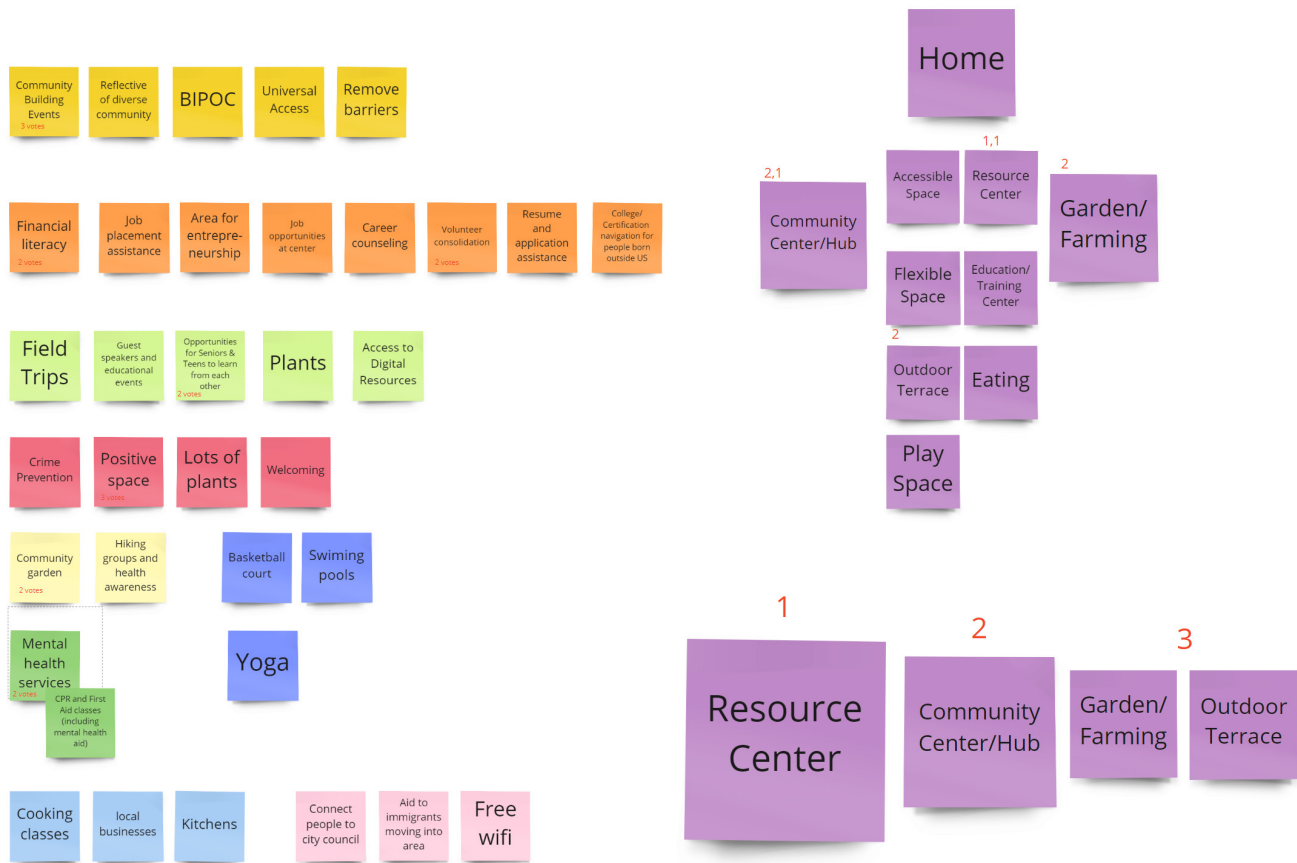 Community
Building
Events
3 votes
Reflective
of diverse
community
BIPOC
Universal
Access
Remove
barriers
Financial
literacy
2 votes
Job
placement
assistance
Area for
entrepre-
neurship
Job
opportunities
at center
Career
counseling
Volunteer
consolidation
2 votes
Resume
and
application
assistance
College/
Certification
navigation for
people born
outside US
Field
Trips
Guest
speakers and
educational
events
Opportunities
for Seniors &
Teens to learn
from each
other
2 votes
Plants
Access to
Digital
Resources
Crime
Prevention
Positive
space
3 votes
Lots of
plants
Welcoming
Community
garden
2 votes
Hiking
groups and
health
awareness
Basketball
court
Swiming
pools
Mental
health
services
2 votes
CPR and First
Aid classes
(including
mental health
aid)
Yoga
Cooking
classes
local
businesses
Kitchens
Connect
people to
city council
Aid to
immigrants
moving into
area
Free
wifi
Home
2,1
Community
Center/Hub
Accessible
Space
1,1
Resource
Center
2
Garden/
Farming
Flexible
Space
Education/
Training
Center
2
Outdoor
Terrace
Eating
Play
Space
1
Resource
Center
2
Community
Center/Hub
3
Garden/
Farming
Outdoor
Terrace